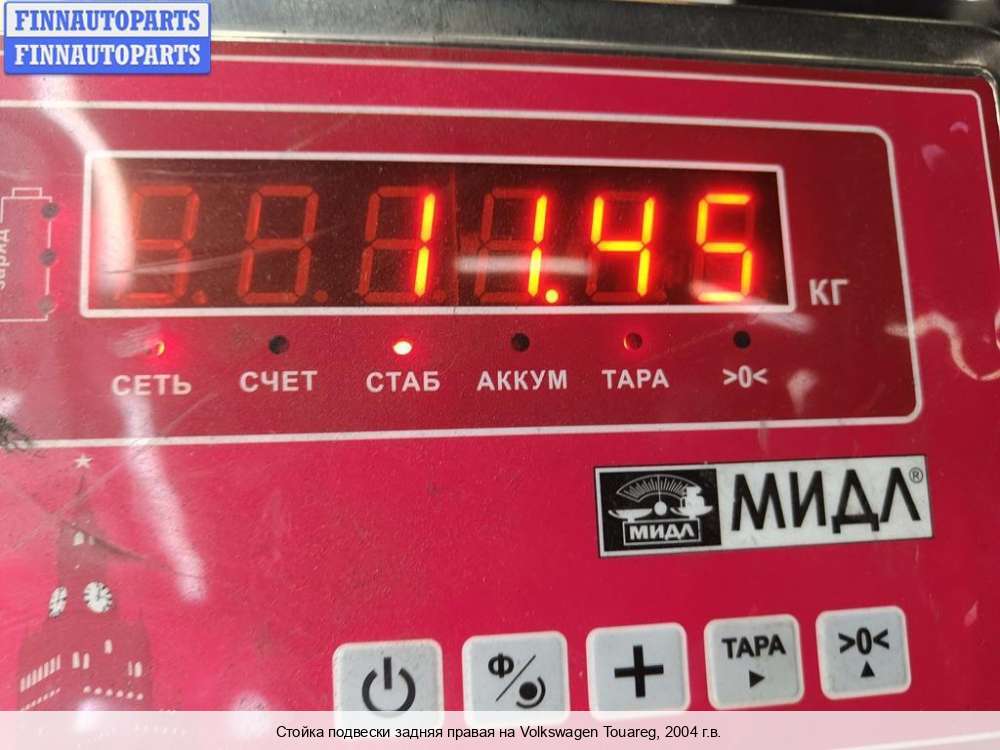 FINNAUTOPARTS
FINNAUTOPARTS
заряд
11.45
КГ
СЕТЬ СЧЕТ СТАБ АККУМ ТАРА >0<
МИДЛ
МИДЛ®
Ф
ТАРА >0<
Стойка подвески задняя правая на Volkswagen Touareg, 2004 г.в.